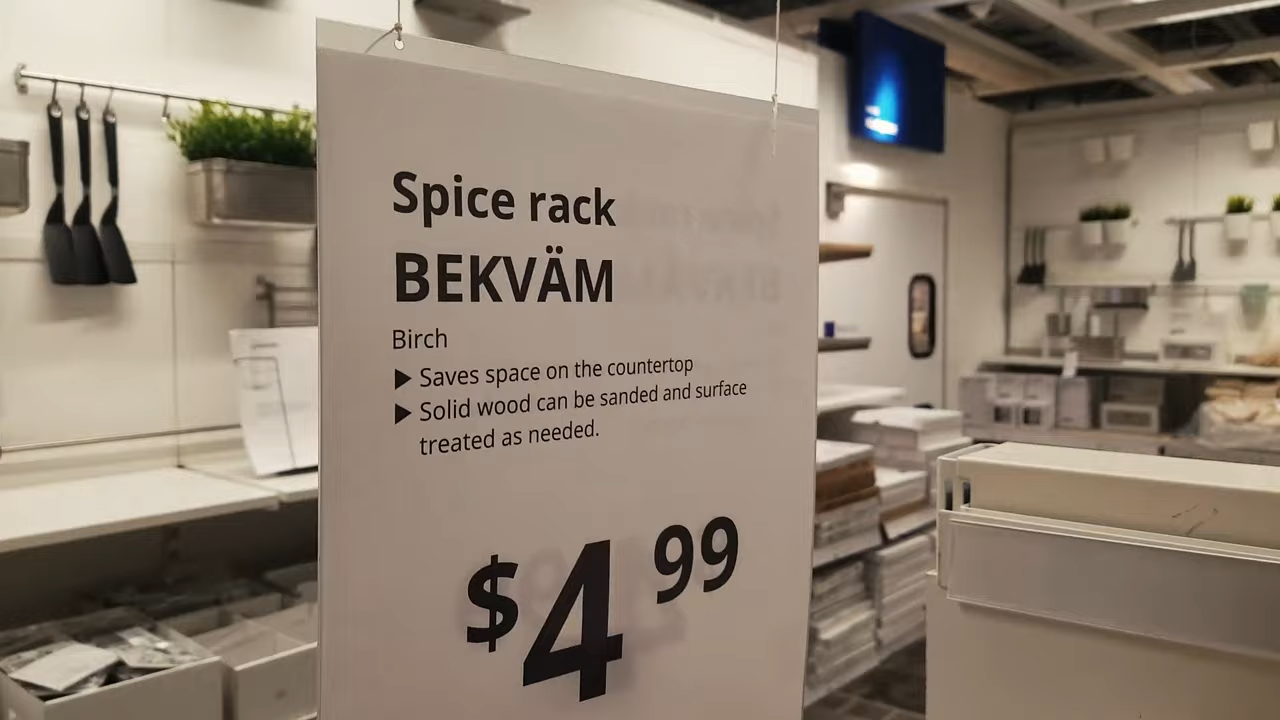 Spice rack
BEKVÄM
Birch
▶ Saves space on the countertop
▶ Solid wood can be sanded and surface
treated as needed.
$4 99